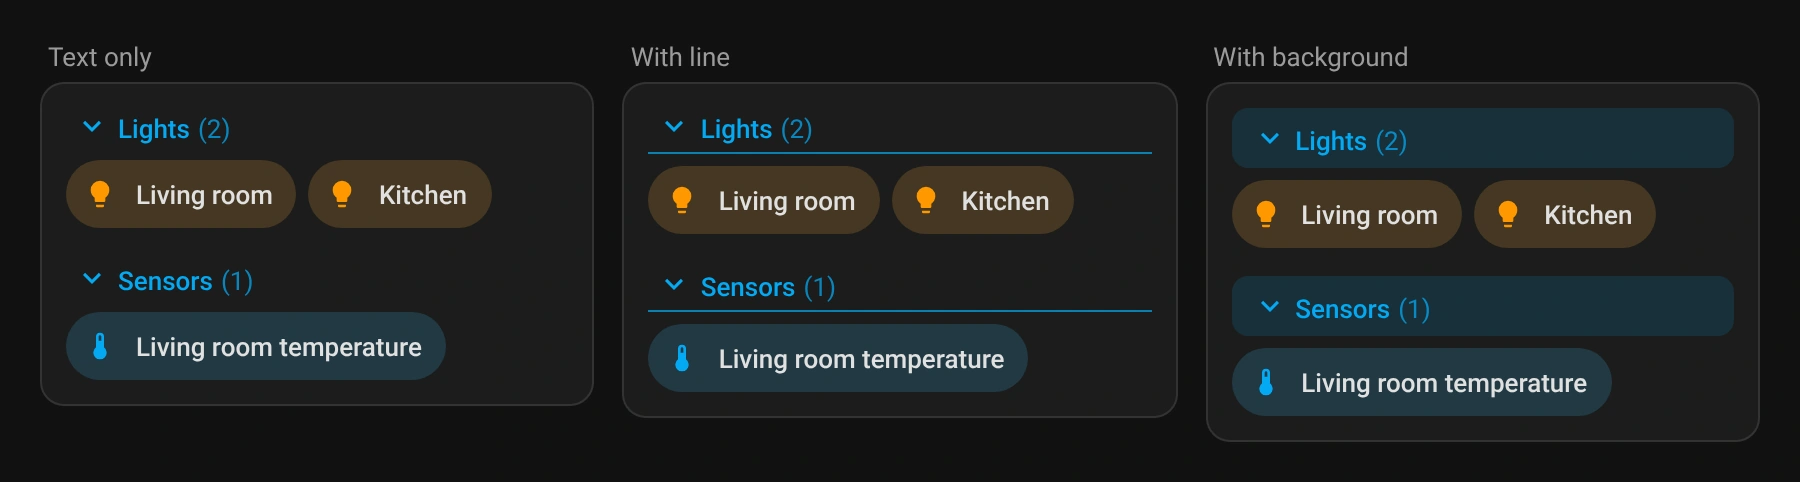 Text only
Lights (2)
Living room
Kitchen
Sensors (1)
Living room temperature
With line
Lights (2)
Living room
Kitchen
Sensors (1)
Living room temperature
With background
Lights (2)
Living room
Kitchen
Sensors (1)
Living room temperature